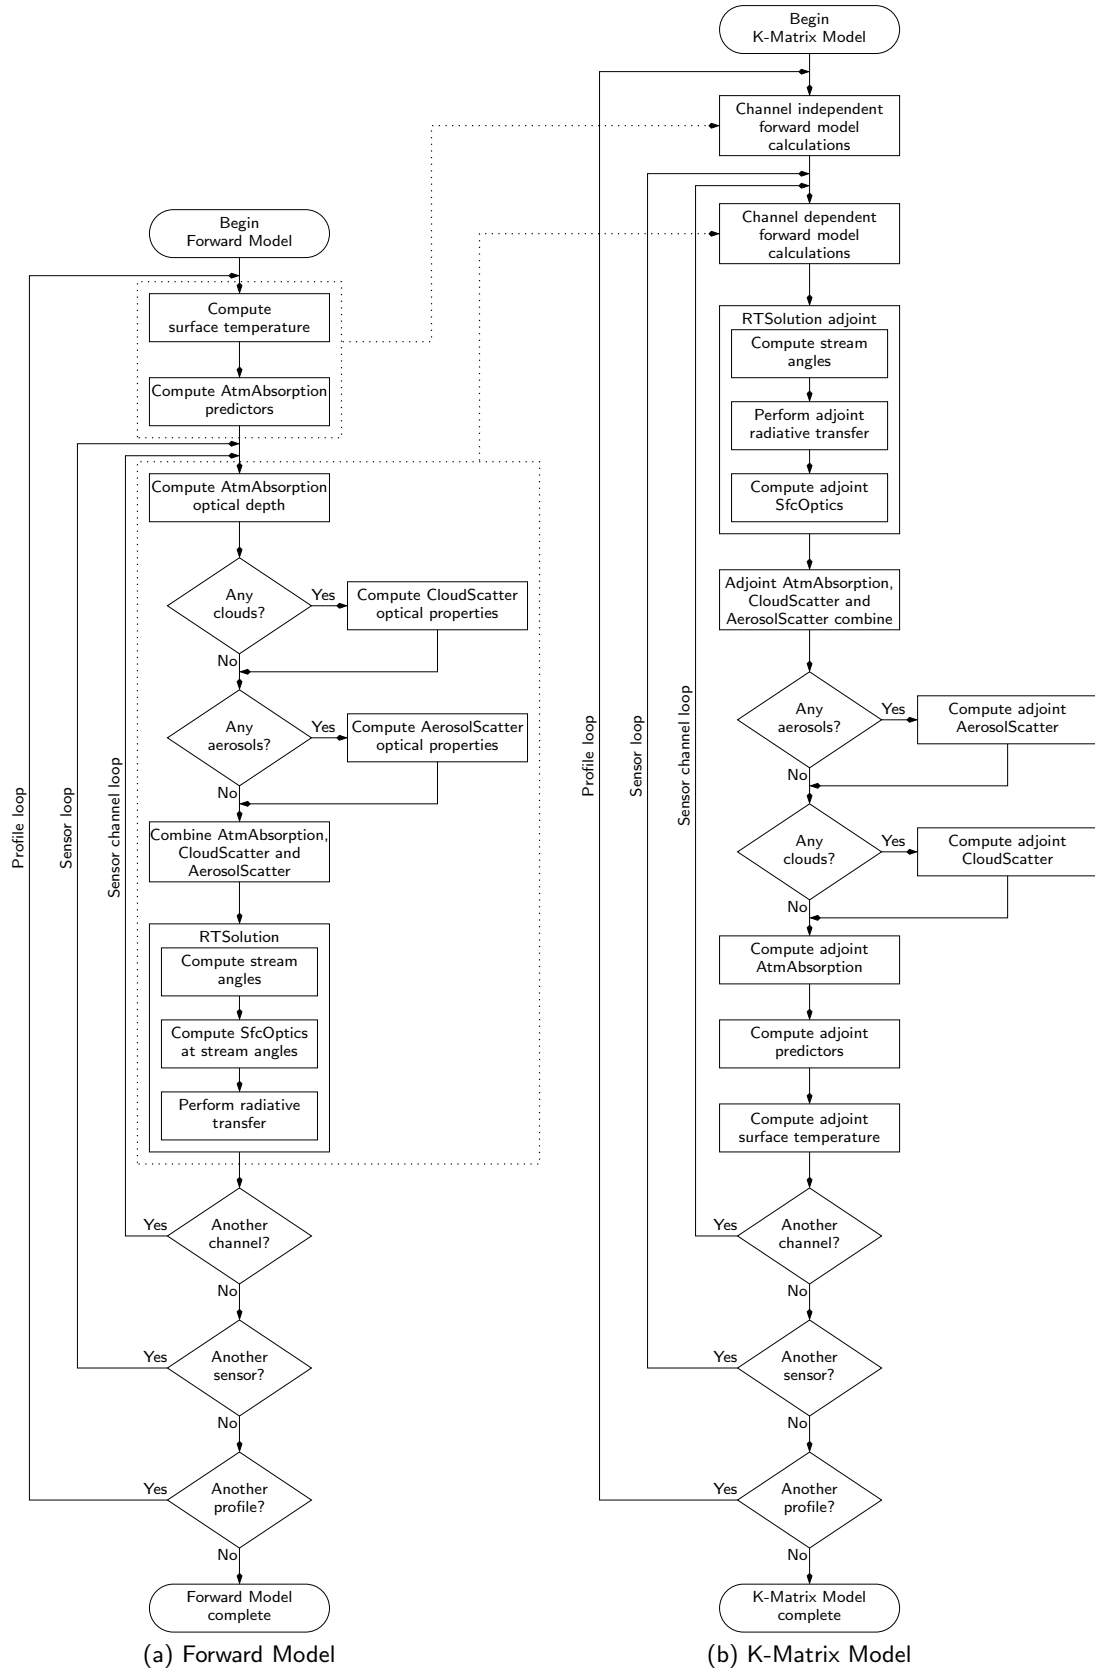 Begin
Forward Model
Compute
surface temperature
Compute AtmAbsorption
predictors
Compute AtmAbsorption
optical depth
Any
clouds?
Yes
Compute CloudScatter
optical properties
No
Any
aerosols?
Yes
Compute AerosolScatter
optical properties
No
Combine AtmAbsorption,
CloudScatter and
AerosolScatter
RTSolution
Compute stream
angles
Compute SfcOptics
at stream angles
Perform radiative
transfer
Another
channel?
Yes
No
Another
sensor?
Yes
No
Another
profile?
Yes
No
Forward Model
complete
Profile loop
Sensor loop
Sensor channel loop
(a) Forward Model
Begin
K-Matrix Model
Channel independent
forward model
calculations
Channel dependent
forward model
calculations
RTSolution adjoint
Compute stream
angles
Perform adjoint
radiative transfer
Compute adjoint
SfcOptics
Adjoint AtmAbsorption,
CloudScatter and
AerosolScatter combine
Any
aerosols?
Yes
Compute adjoint
AerosolScatter
No
Any
clouds?
Yes
Compute adjoint
CloudScatter
No
Compute adjoint
AtmAbsorption
Compute adjoint
predictors
Compute adjoint
surface temperature
Another
channel?
Yes
No
Another
sensor?
Yes
No
Another
profile?
Yes
No
K-Matrix Model
complete
Profile loop
Sensor loop
Sensor channel loop
(b) K-Matrix Model